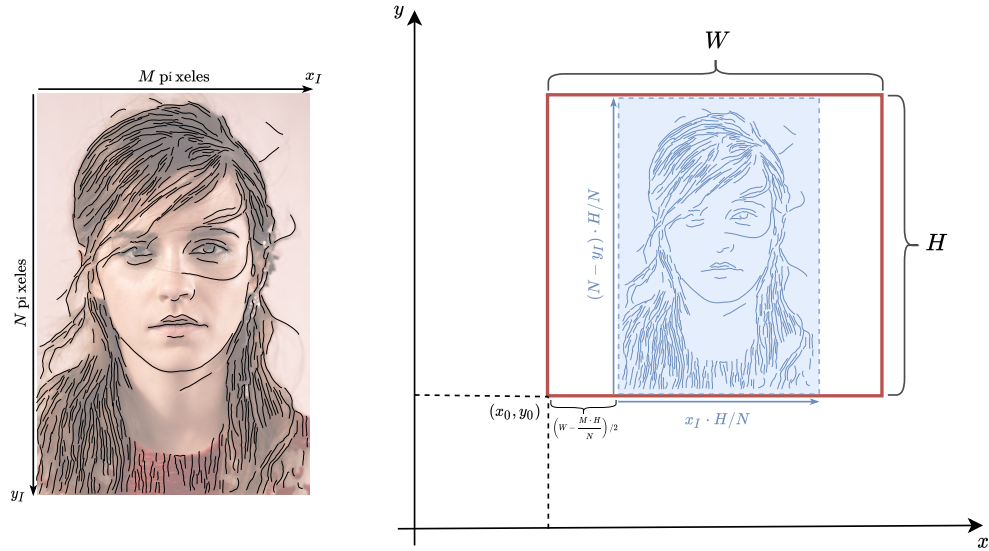 M pí xeles
x_I
N pí xeles
y_I
y
W
H
(N − y_I) · H/N
(x_0, y_0)
(W − M·H/N)/2
x_I · H/N
x